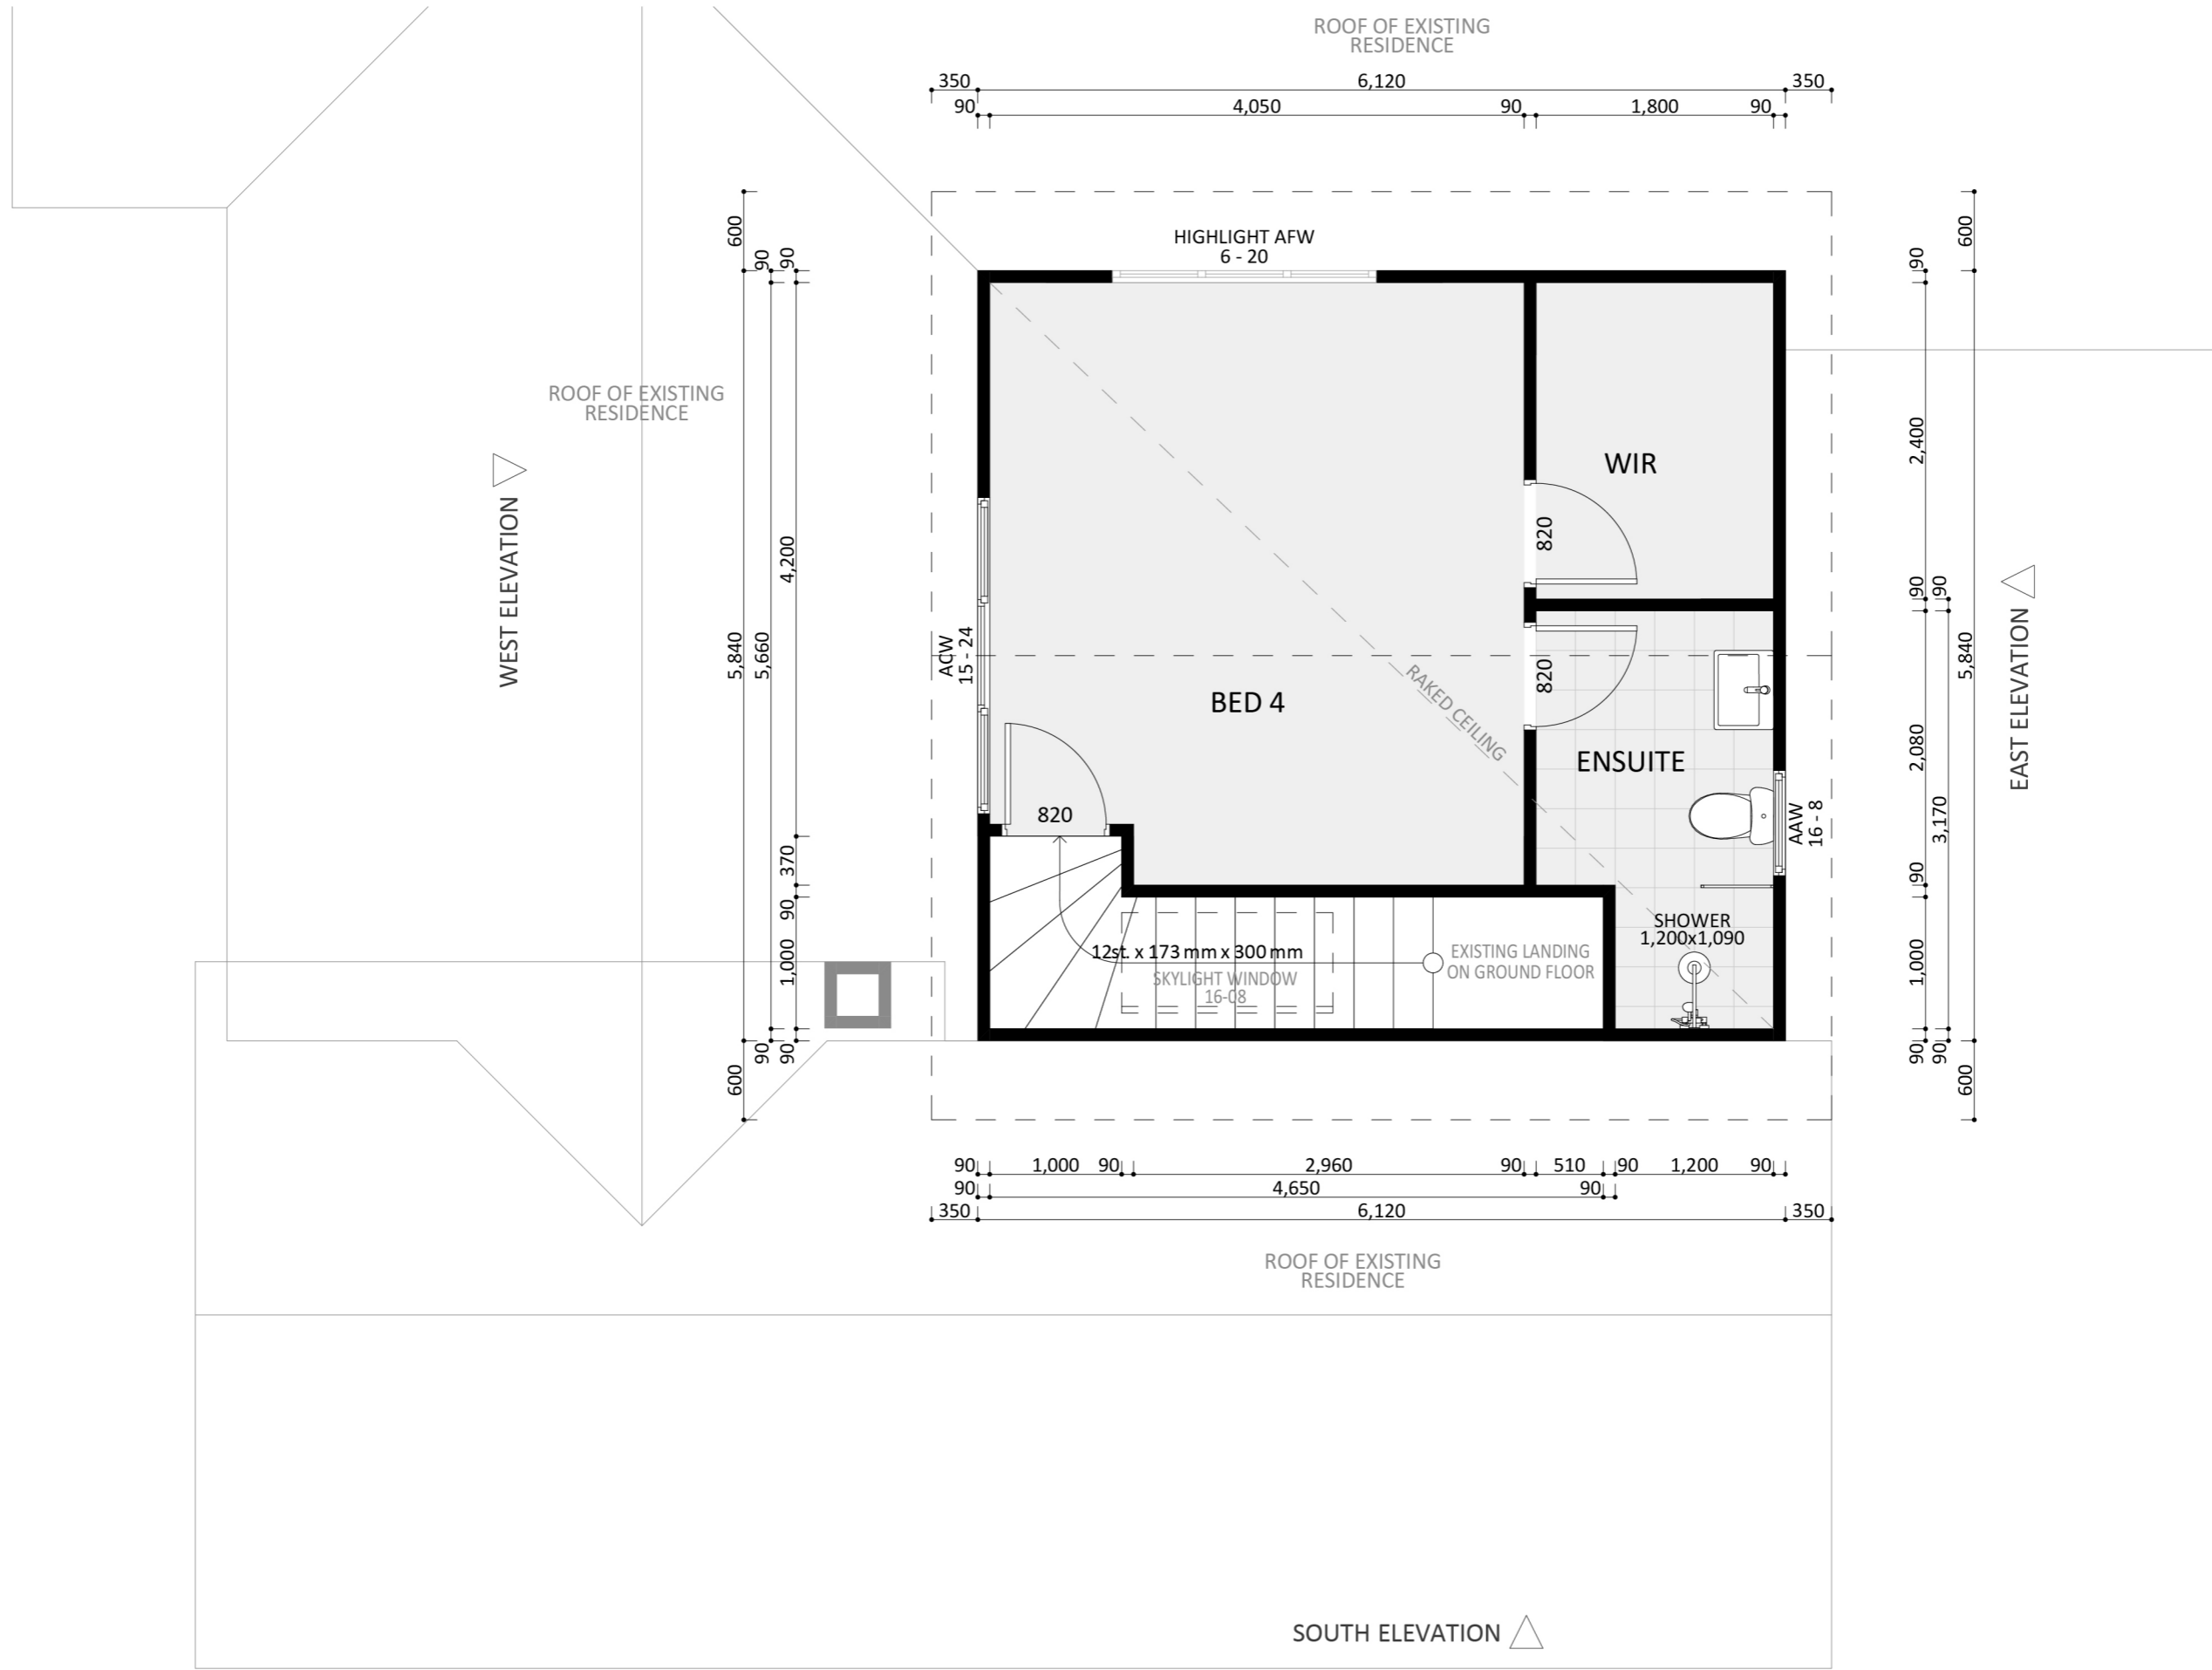 ROOF OF EXISTING
RESIDENCE
350 6,120 350
90 4,050 90 1,800 90
HIGHLIGHT AFW
6 - 20
600
90
90
4,200
5,840
5,660
370
90
1,000
90
90
600
ROOF OF EXISTING
RESIDENCE
WEST ELEVATION
ACW
15 - 24
WIR
820
820
BED 4
RAKED CEILING
ENSUITE
820
AAW
16 - 8
SHOWER
1,200x1,090
12st. x 173 mm x 300 mm
SKYLIGHT WINDOW
16-08
EXISTING LANDING
ON GROUND FLOOR
600
90
2,400
90
90
5,840
2,080
3,170
90
1,000
90
90
600
EAST ELEVATION
90 1,000 90 2,960 90 510 90 1,200 90
90 4,650 90
350 6,120 350
ROOF OF EXISTING
RESIDENCE
SOUTH ELEVATION